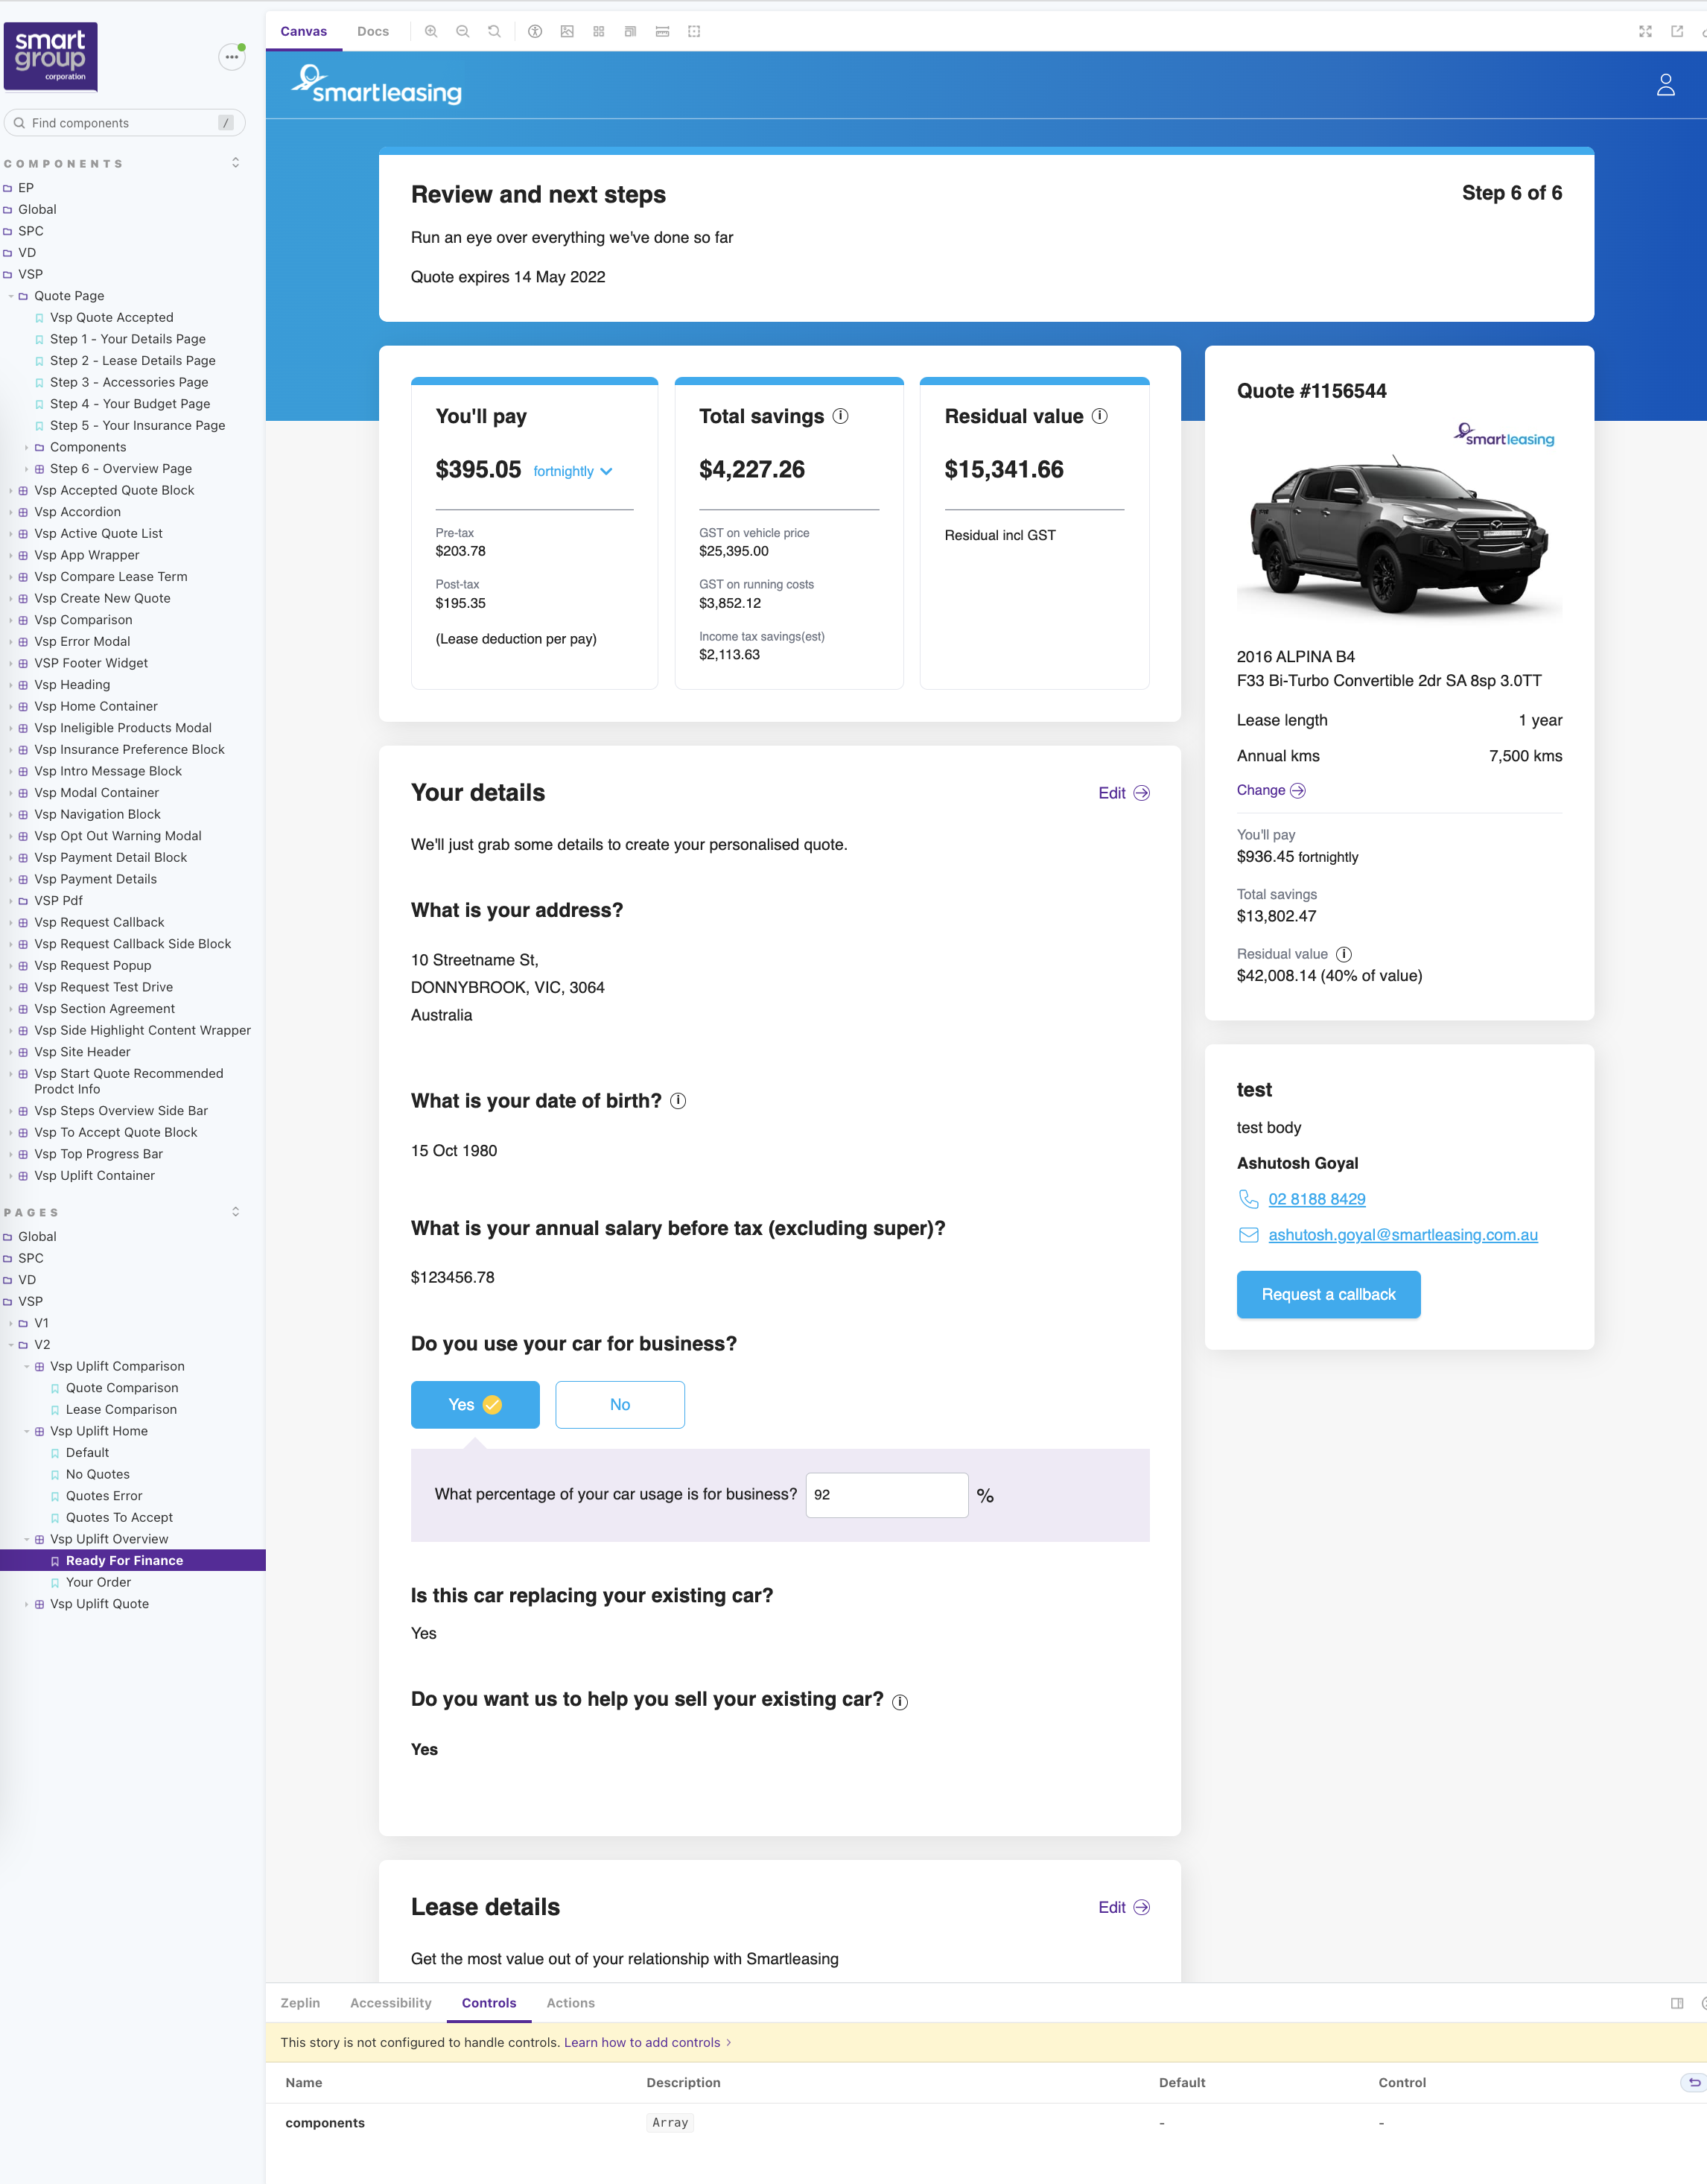 smart
group
corporation
Find components
/
COMPONENTS
EP
Global
SPC
VD
VSP
Quote Page
Vsp Quote Accepted
Step 1 - Your Details Page
Step 2 - Lease Details Page
Step 3 - Accessories Page
Step 4 - Your Budget Page
Step 5 - Your Insurance Page
Components
Step 6 - Overview Page
Vsp Accepted Quote Block
Vsp Accordion
Vsp Active Quote List
Vsp App Wrapper
Vsp Compare Lease Term
Vsp Create New Quote
Vsp Comparison
Vsp Error Modal
VSP Footer Widget
Vsp Heading
Vsp Home Container
Vsp Ineligible Products Modal
Vsp Insurance Preference Block
Vsp Intro Message Block
Vsp Modal Container
Vsp Navigation Block
Vsp Opt Out Warning Modal
Vsp Payment Detail Block
Vsp Payment Details
VSP Pdf
Vsp Request Callback
Vsp Request Callback Side Block
Vsp Request Popup
Vsp Request Test Drive
Vsp Section Agreement
Vsp Side Highlight Content Wrapper
Vsp Site Header
Vsp Start Quote Recommended
Prodct Info
Vsp Steps Overview Side Bar
Vsp To Accept Quote Block
Vsp Top Progress Bar
Vsp Uplift Container
PAGES
Global
SPC
VD
VSP
V1
V2
Vsp Uplift Comparison
Quote Comparison
Lease Comparison
Vsp Uplift Home
Default
No Quotes
Quotes Error
Quotes To Accept
Vsp Uplift Overview
Ready For Finance
Your Order
Vsp Uplift Quote
Canvas
Docs
smartleasing
Review and next steps
Step 6 of 6
Run an eye over everything we've done so far
Quote expires 14 May 2022
You'll pay
$395.05 fortnightly
Pre-tax
$203.78
Post-tax
$195.35
(Lease deduction per pay)
Total savings
$4,227.26
GST on vehicle price
$25,395.00
GST on running costs
$3,852.12
Income tax savings(est)
$2,113.63
Residual value
$15,341.66
Residual incl GST
Your details
Edit
We'll just grab some details to create your personalised quote.
What is your address?
10 Streetname St,
DONNYBROOK, VIC, 3064
Australia
What is your date of birth?
15 Oct 1980
What is your annual salary before tax (excluding super)?
$123456.78
Do you use your car for business?
Yes
No
What percentage of your car usage is for business? 92 %
Is this car replacing your existing car?
Yes
Do you want us to help you sell your existing car?
Yes
Lease details
Edit
Get the most value out of your relationship with Smartleasing
Quote #1156544
smartleasing
2016 ALPINA B4
F33 Bi-Turbo Convertible 2dr SA 8sp 3.0TT
Lease length 1 year
Annual kms 7,500 kms
Change
You'll pay
$936.45 fortnightly
Total savings
$13,802.47
Residual value
$42,008.14 (40% of value)
test
test body
Ashutosh Goyal
02 8188 8429
ashutosh.goyal@smartleasing.com.au
Request a callback
Zeplin
Accessibility
Controls
Actions
This story is not configured to handle controls. Learn how to add controls
Name
Description
Default
Control
components
Array
-
-